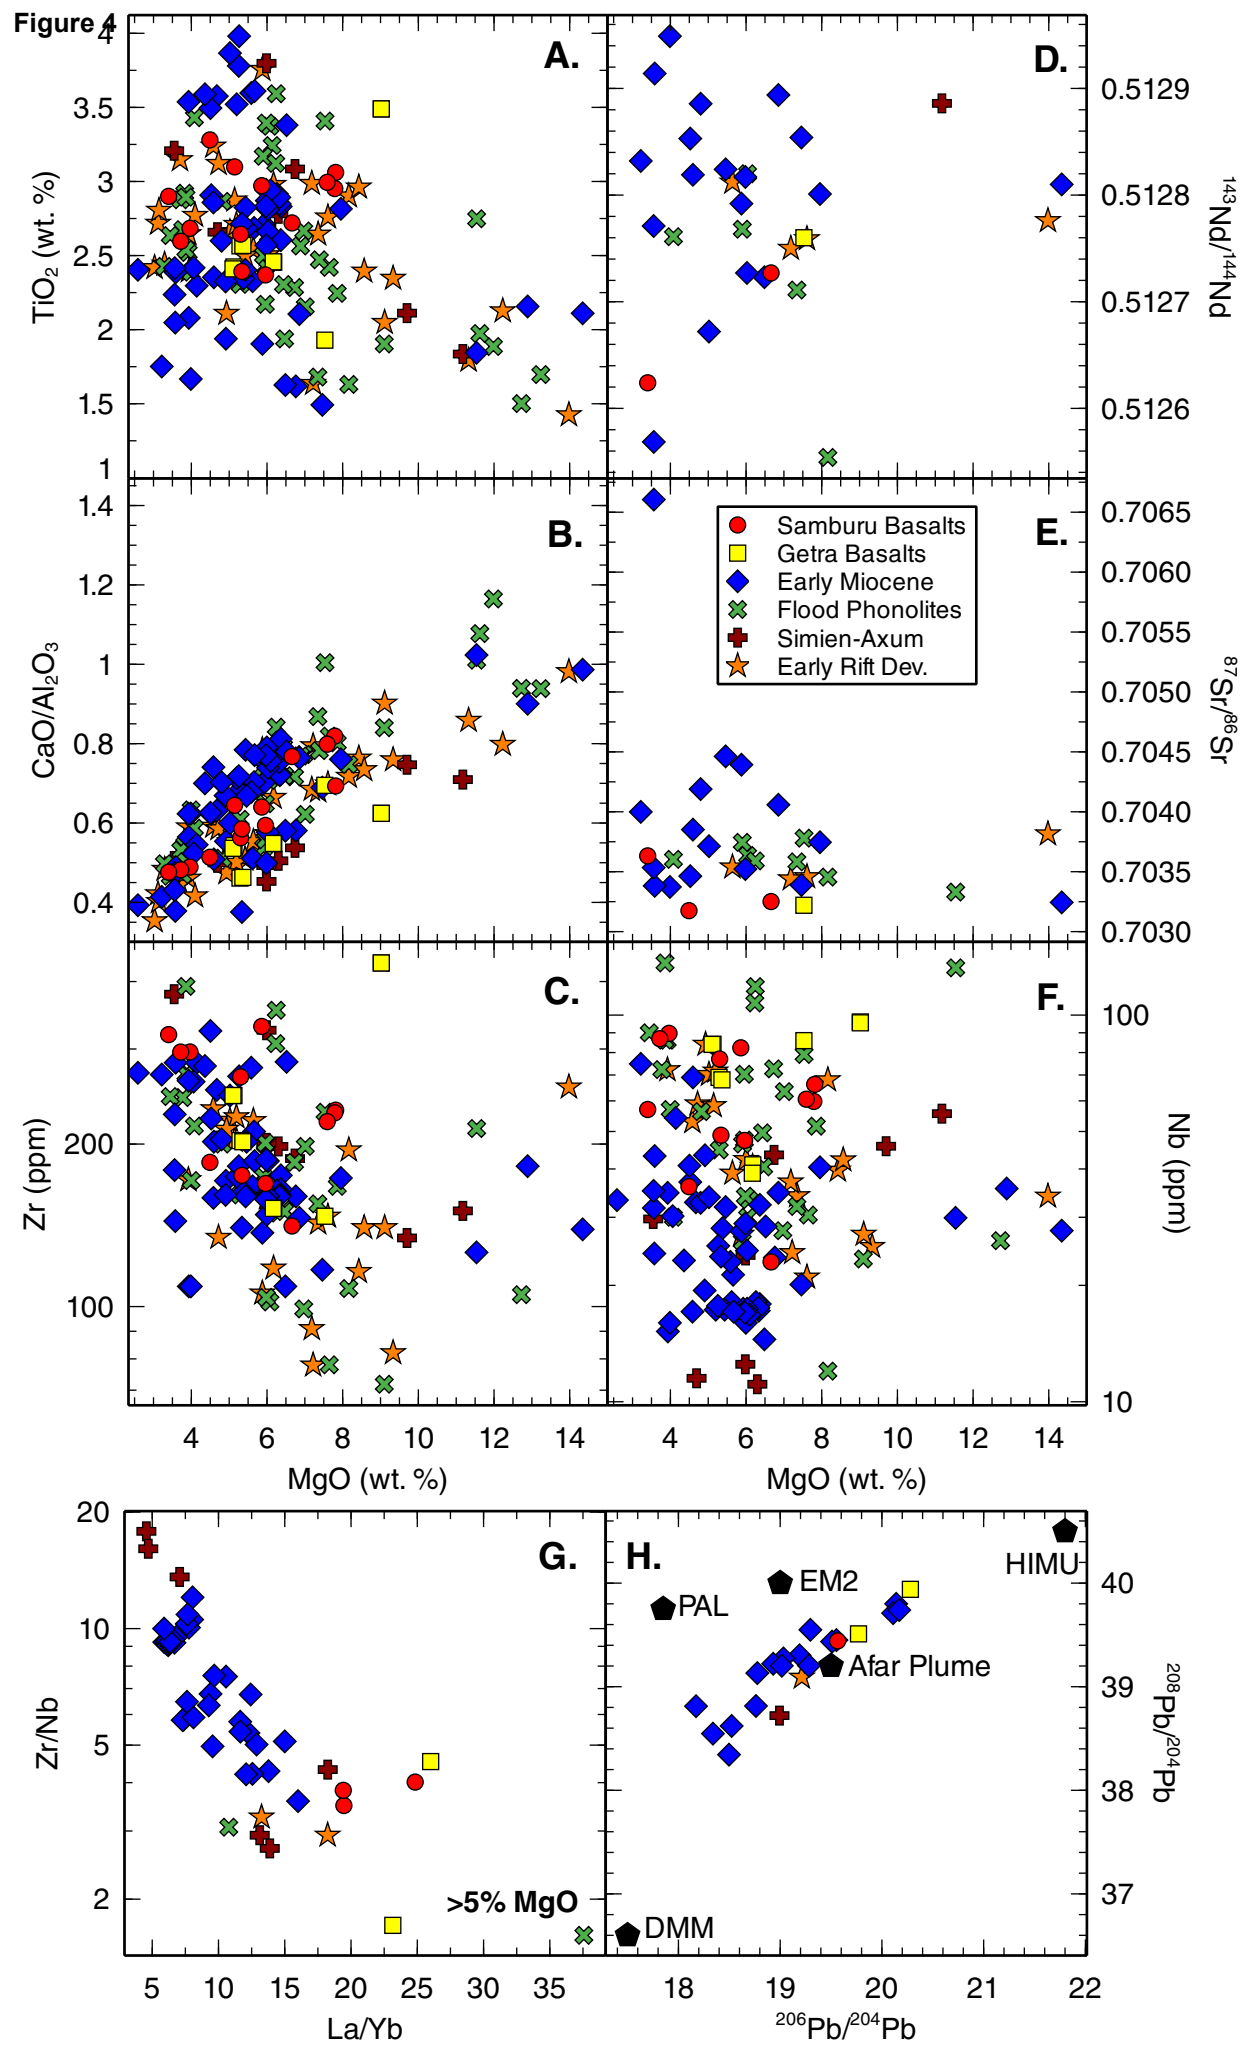 Figure 4
A.
4
3.5
3
2.5
2
1.5
1
TiO2 (wt. %)
D.
0.5129
0.5128
0.5127
0.5126
143Nd/144Nd
B.
1.4
1.2
1
0.8
0.6
0.4
CaO/Al2O3
E.
Samburu Basalts
Getra Basalts
Early Miocene
Flood Phonolites
Simien-Axum
Early Rift Dev.
0.7065
0.7060
0.7055
0.7050
0.7045
0.7040
0.7035
0.7030
87Sr/86Sr
C.
200
100
Zr (ppm)
4 6 8 10 12 14
MgO (wt. %)
F.
100
10
Nb (ppm)
4 6 8 10 12 14
MgO (wt. %)
G.
20
10
5
2
Zr/Nb
>5% MgO
5 10 15 20 25 30 35
La/Yb
H.
HIMU
EM2
PAL
Afar Plume
DMM
40
39
38
37
208Pb/204Pb
18 19 20 21 22
206Pb/204Pb